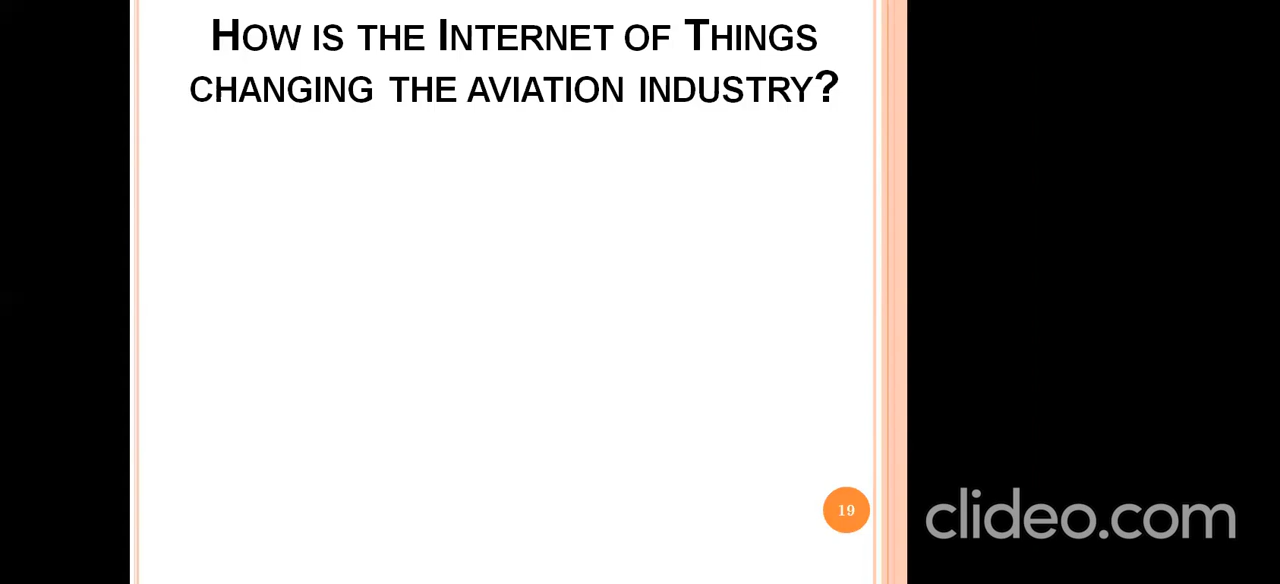 HOW IS THE INTERNET OF THINGS
CHANGING THE AVIATION INDUSTRY?
19
clideo.com